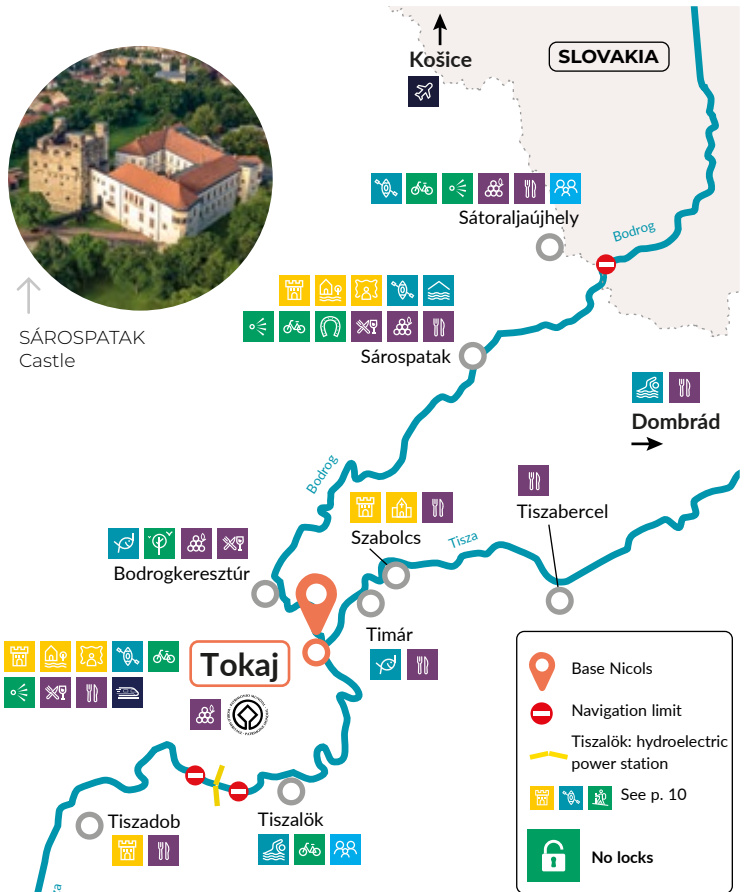 Košice
SLOVAKIA
Sátoraljaújhely
Bodrog
SÁROSPATAK
Castle
Sárospatak
Dombrád
Bodrog
Tiszabercel
Szabolcs
Tisza
Bodrogkeresztúr
Timár
Tokaj
Base Nicols
Navigation limit
Tiszalök: hydroelectric
power station
See p. 10
No locks
Tiszadob
Tiszalök